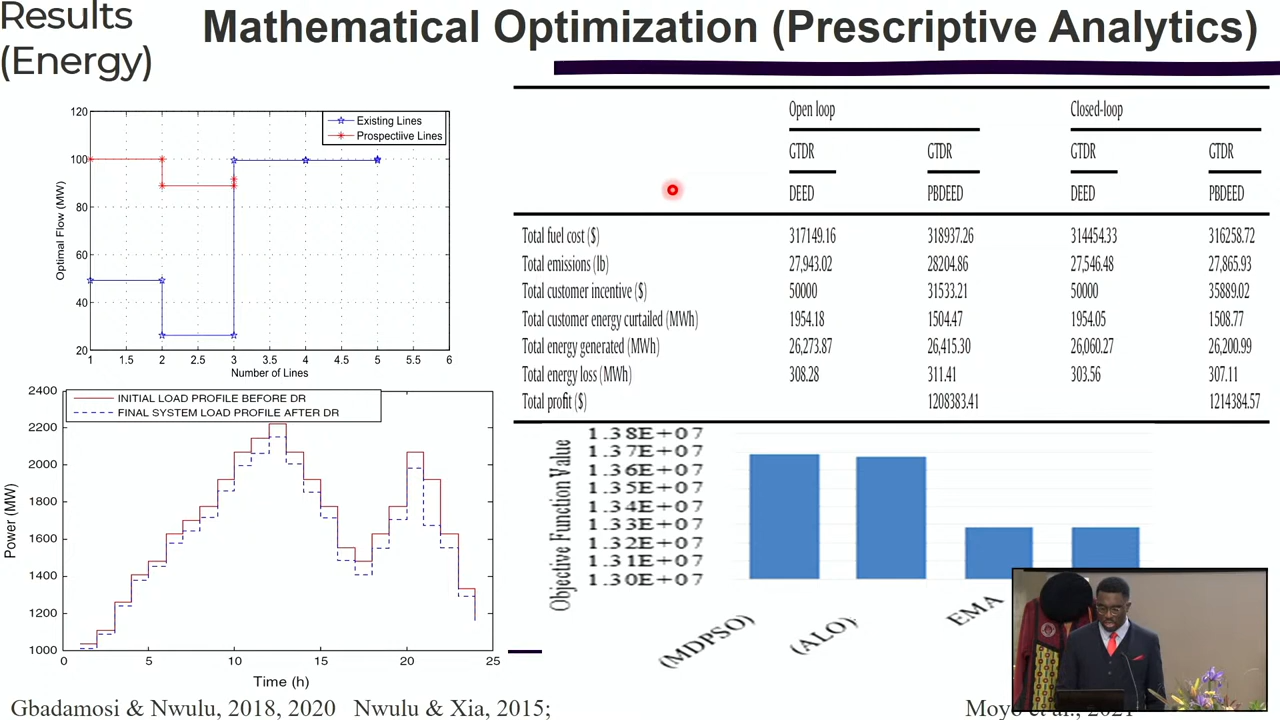 Results
(Energy)
Mathematical Optimization (Prescriptive Analytics)
120
100
80
60
40
20
Optimal Flow (MW)
Existing Lines
Prospectiive Lines
1 1.5 2 2.5 3 3.5 4 4.5 5 5.5 6
Number of Lines
2400
2200
2000
1800
1600
1400
1200
1000
Power (MW)
INITIAL LOAD PROFILE BEFORE DR
FINAL SYSTEM LOAD PROFILE AFTER DR
0 5 10 15 20 25
Time (h)
Open loop Closed-loop
GTDR GTDR GTDR GTDR
DEED PBDEED DEED PBDEED
Total fuel cost ($) 317149.16 318937.26 314454.33 316258.72
Total emissions (lb) 27,943.02 28204.86 27,546.48 27,865.93
Total customer incentive ($) 50000 31533.21 50000 35889.02
Total customer energy curtailed (MWh) 1954.18 1504.47 1954.05 1508.77
Total energy generated (MWh) 26,273.87 26,415.30 26,060.27 26,200.99
Total energy loss (MWh) 308.28 311.41 303.56 307.11
Total profit ($) 1208383.41 1214384.57
Objective Function Value
1.38E+07
1.37E+07
1.36E+07
1.35E+07
1.34E+07
1.33E+07
1.32E+07
1.31E+07
1.30E+07
(MDPSO) (ALO) EMA
Gbadamosi & Nwulu, 2018, 2020 Nwulu & Xia, 2015;
Moyo et al., 2021